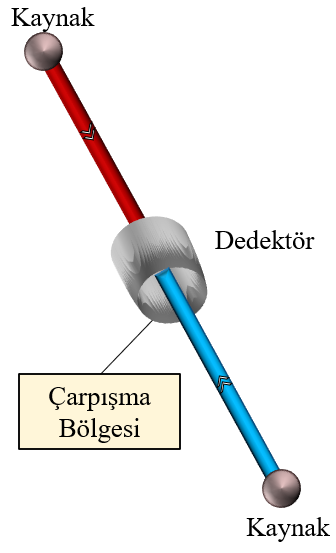 Kaynak
Dedektör
Çarpışma
Bölgesi
Kaynak